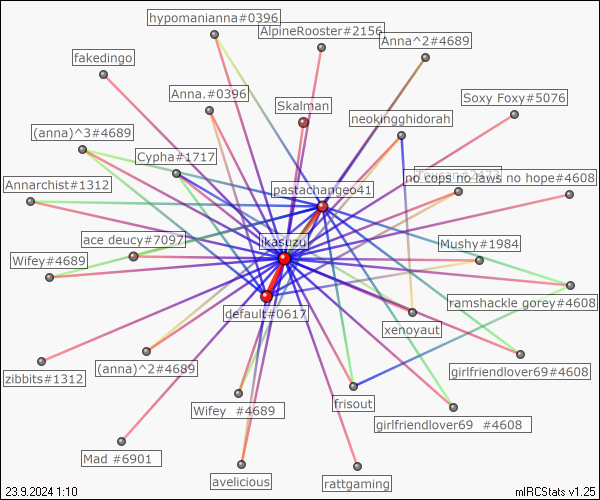 hypomanianna#0396
AlpineRooster#2156
Anna^2#4689
fakedingo
Anna.#0396
Skalman
Soxy Foxy#5076
neokingghidorah
(anna)^3#4689
Cypha#1717
no cops no laws no hope#4608
Annarchist#1312
pastachangeo41
ace deucy#7097
ikasuzu
Mushy#1984
Wifey#4689
ramshackle gorey#4608
default#0617
xenoyaut
(anna)^2#4689
girlfriendlover69#4608
zibbits#1312
frisout
Wifey  #4689
girlfriendlover69  #4608
Mad #6901
avelicious
rattgaming
23.9.2024 1:10
mIRCStats v1.25